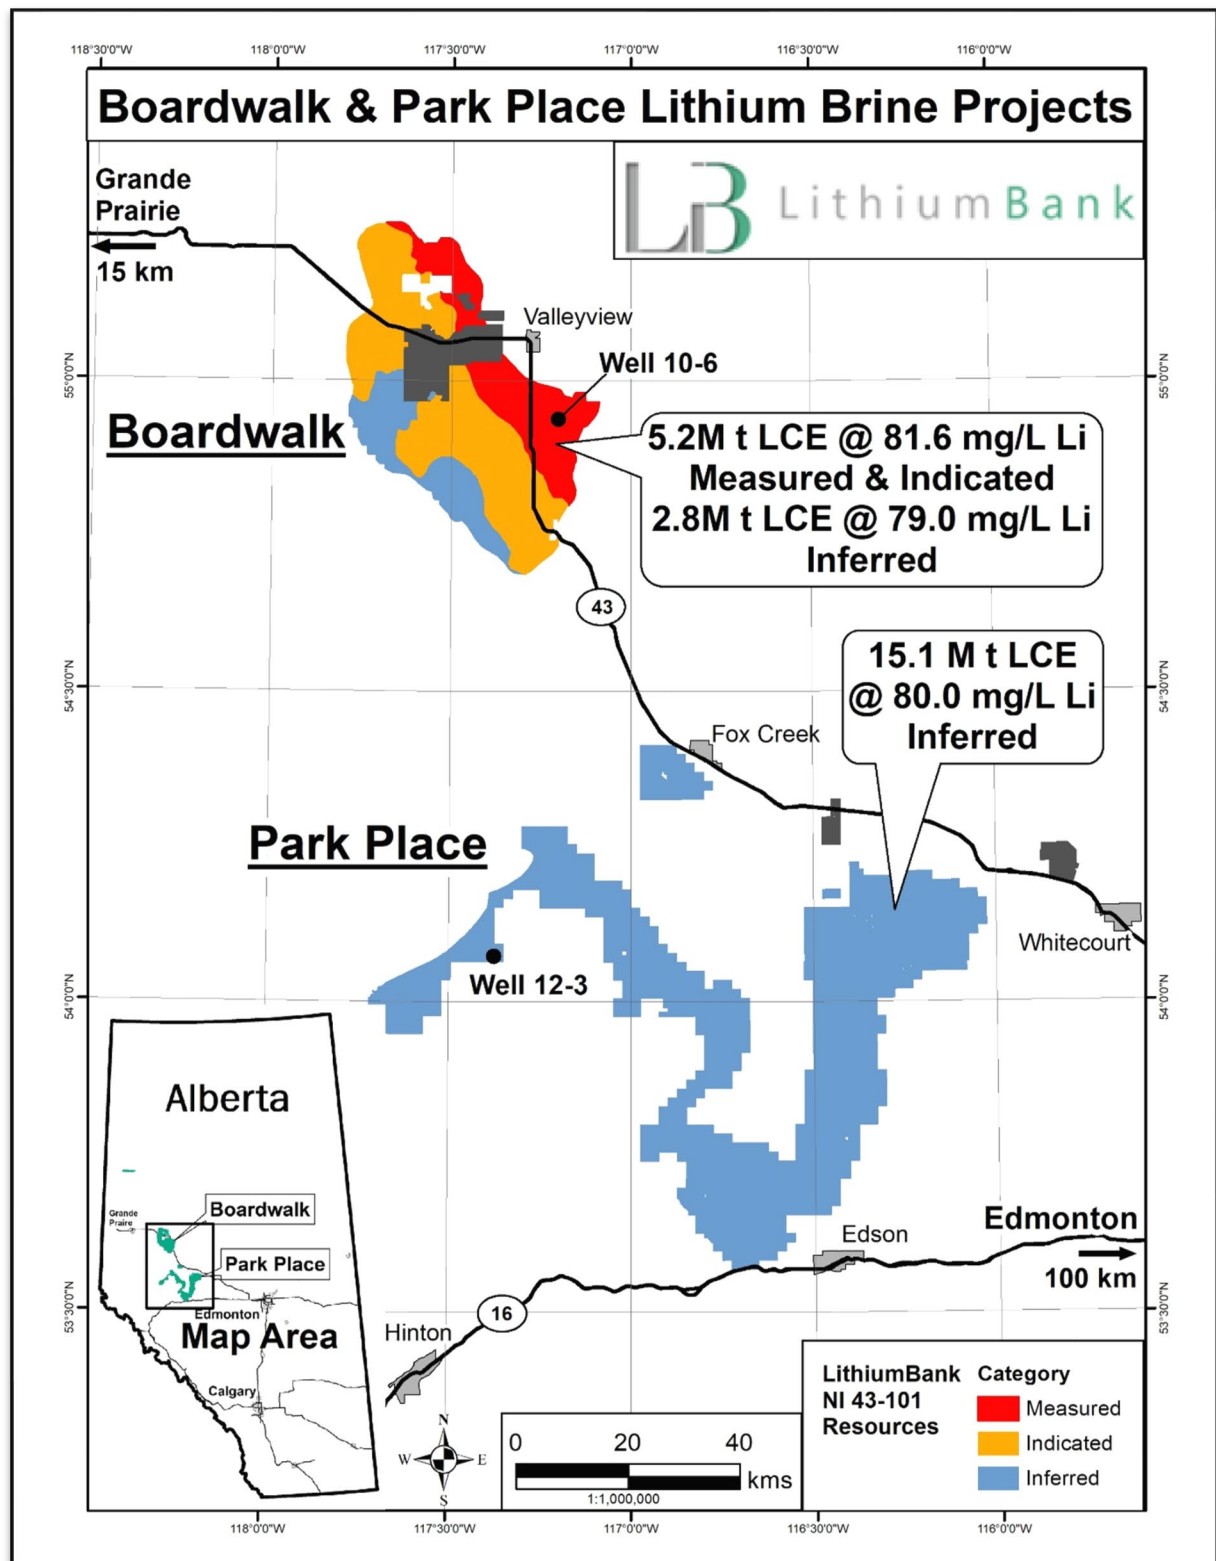 118°30'0"W 118°0'0"W 117°30'0"W 117°0'0"W 116°30'0"W 116°0'0"W
Boardwalk & Park Place Lithium Brine Projects
LB LithiumBank
Grande
Prairie
15 km
Valleyview
Well 10-6
55°0'0"N
55°0'0"N
Boardwalk
5.2M t LCE @ 81.6 mg/L Li
Measured & Indicated
2.8M t LCE @ 79.0 mg/L Li
Inferred
43
15.1 M t LCE
@ 80.0 mg/L Li
Inferred
54°30'0"N
54°30'0"N
Fox Creek
Park Place
Whitecourt
Well 12-3
54°0'0"N
54°0'0"N
Alberta
Grande
Praire
Boardwalk
Park Place
Edmonton
Map Area
Calgary
Edson
Edmonton
100 km
53°30'0"N
53°30'0"N
16
Hinton
N
W E
S
0 20 40
kms
1:1,000,000
LithiumBank
NI 43-101
Resources
Category
Measured
Indicated
Inferred
118°0'0"W 117°30'0"W 117°0'0"W 116°30'0"W 116°0'0"W